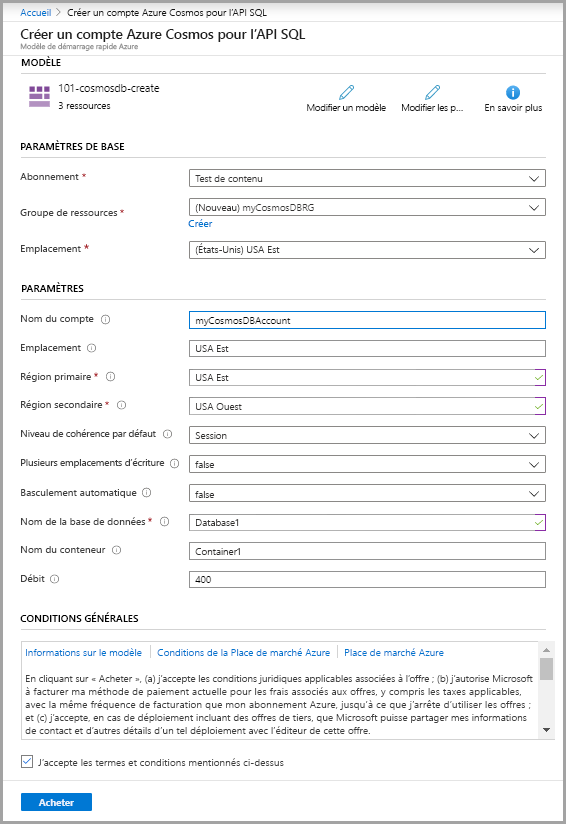 Accueil > Créer un compte Azure Cosmos pour l'API SQL
Créer un compte Azure Cosmos pour l'API SQL
Modèle de démarrage rapide Azure
MODÈLE
101-cosmosdb-create
3 ressources
Modifier un modèle
Modifier les p...
En savoir plus
PARAMÈTRES DE BASE
Abonnement *
Test de contenu
Groupe de ressources *
(Nouveau) myCosmosDBRG
Créer
Emplacement *
(États-Unis) USA Est
PARAMÈTRES
Nom du compte
myCosmosDBAccount
Emplacement
USA Est
Région primaire *
USA Est
Région secondaire *
USA Ouest
Niveau de cohérence par défaut
Session
Plusieurs emplacements d'écriture
false
Basculement automatique
false
Nom de la base de données *
Database1
Nom du conteneur
Container1
Débit
400
CONDITIONS GÉNÉRALES
Informations sur le modèle | Conditions de la Place de marché Azure | Place de marché Azure
En cliquant sur « Acheter », (a) j'accepte les conditions juridiques applicables associées à l'offre ; (b) j'autorise Microsoft
à facturer ma méthode de paiement actuelle pour les frais associés aux offres, y compris les taxes applicables,
avec la même fréquence de facturation que mon abonnement Azure, jusqu'à ce que j'arrête d'utiliser les offres ;
et (c) j'accepte, en cas de déploiement incluant des offres de tiers, que Microsoft puisse partager mes informations
de contact et d'autres détails d'un tel déploiement avec l'éditeur de cette offre.
J'accepte les termes et conditions mentionnés ci-dessus
Acheter